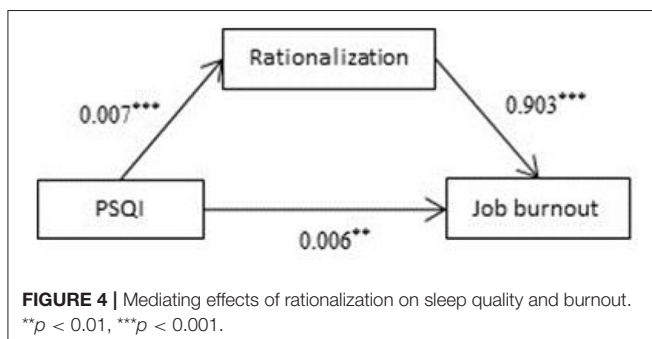 Rationalization
0.007***
0.903***
PSQI
Job burnout
0.006**
FIGURE 4 | Mediating effects of rationalization on sleep quality and burnout.
**p < 0.01, ***p < 0.001.